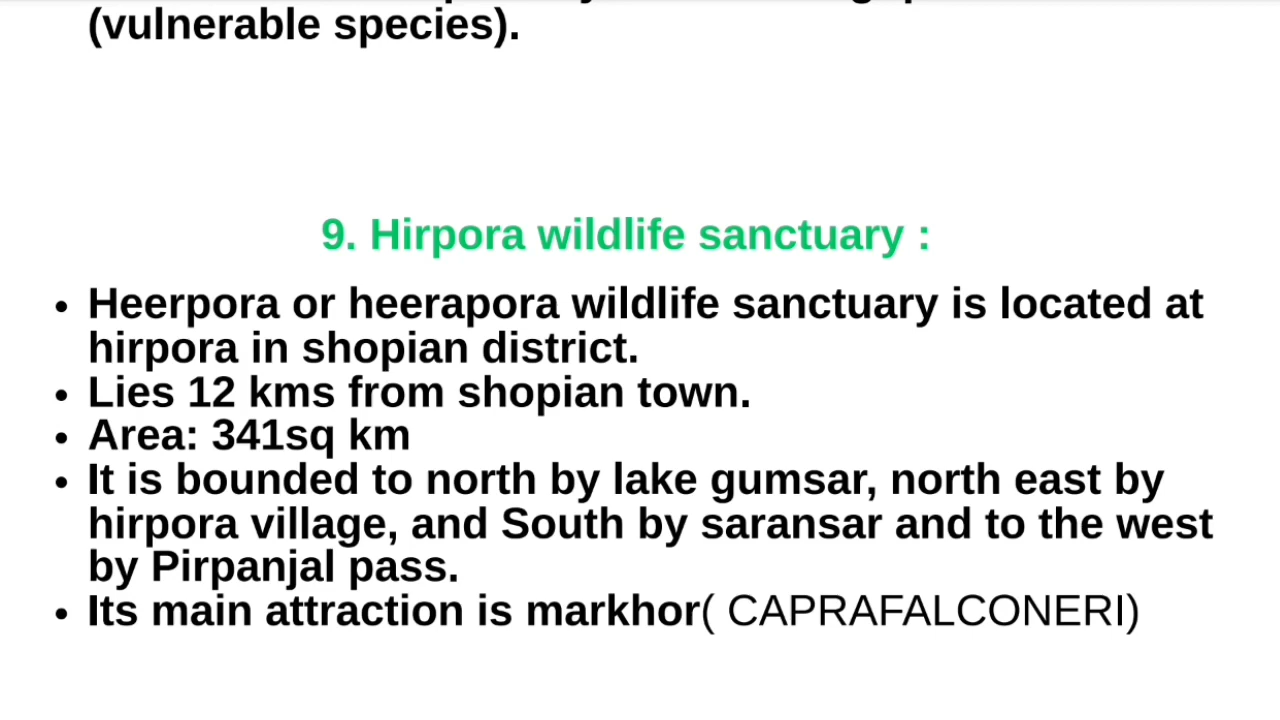 (vulnerable species).
9. Hirpora wildlife sanctuary :
• Heerpora or heerapora wildlife sanctuary is located at
hirpora in shopian district.
• Lies 12 kms from shopian town.
• Area: 341sq km
• It is bounded to north by lake gumsar, north east by
hirpora village, and South by saransar and to the west
by Pirpanjal pass.
• Its main attraction is markhor( CAPRAFALCONERI)